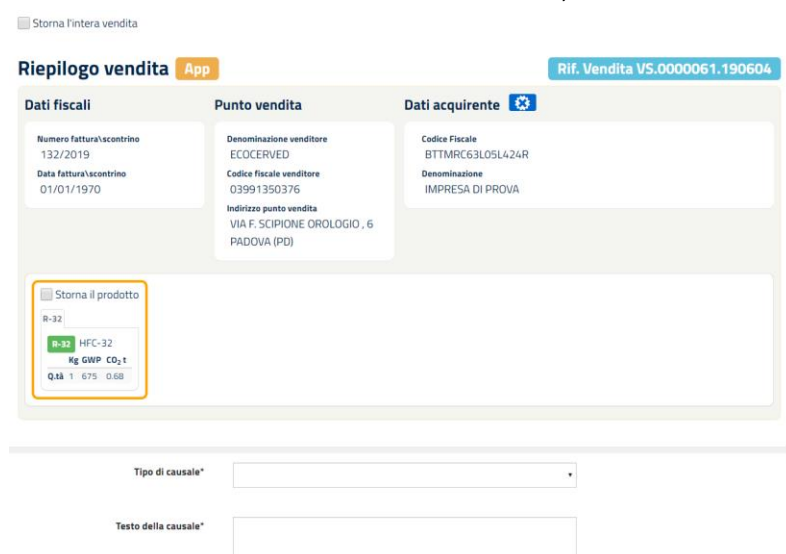 Storna l'intera vendita
Riepilogo vendita App
Rif. Vendita VS.0000061.190604
Dati fiscali
Numero fattura\scontrino
132/2019
Data fattura\scontrino
01/01/1970
Punto vendita
Denominazione venditore
ECOCERVED
Codice fiscale venditore
03991350376
Indirizzo punto vendita
VIA F. SCIPIONE OROLOGIO , 6
PADOVA (PD)
Dati acquirente
Codice Fiscale
BTTMRC63L05L424R
Denominazione
IMPRESA DI PROVA
Storna il prodotto
R-32
R-32 HFC-32
Kg GWP CO₂ t
Q.tà 1 675 0.68
Tipo di causale*
Testo della causale*